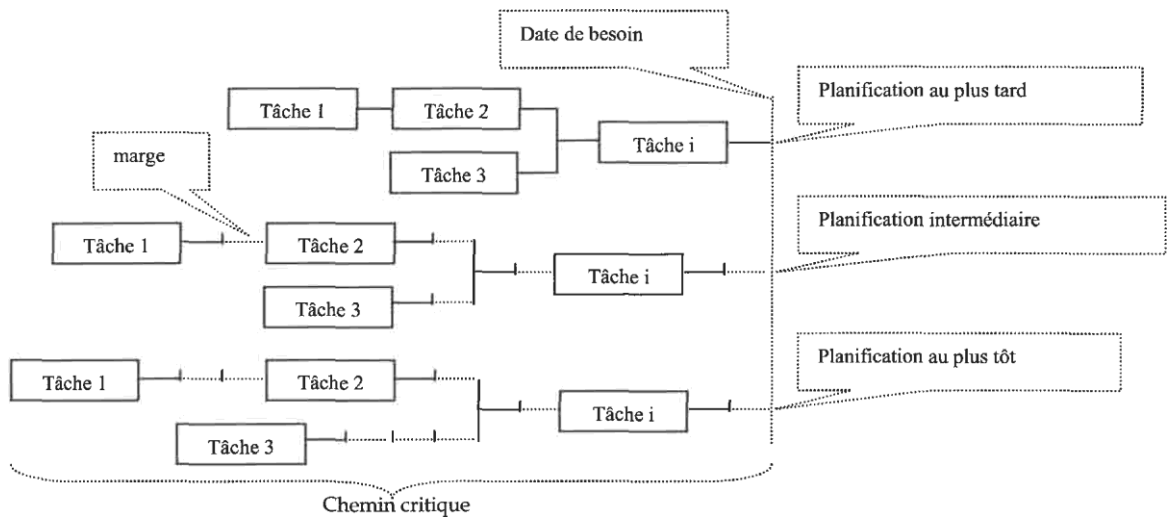 Date de besoin
Planification au plus tard
Tâche 1
Tâche 2
Tâche i
Tâche 3
marge
Planification intermédiaire
Tâche 1
Tâche 2
Tâche i
Tâche 3
Planification au plus tôt
Tâche 1
Tâche 2
Tâche i
Tâche 3
Chemin critique